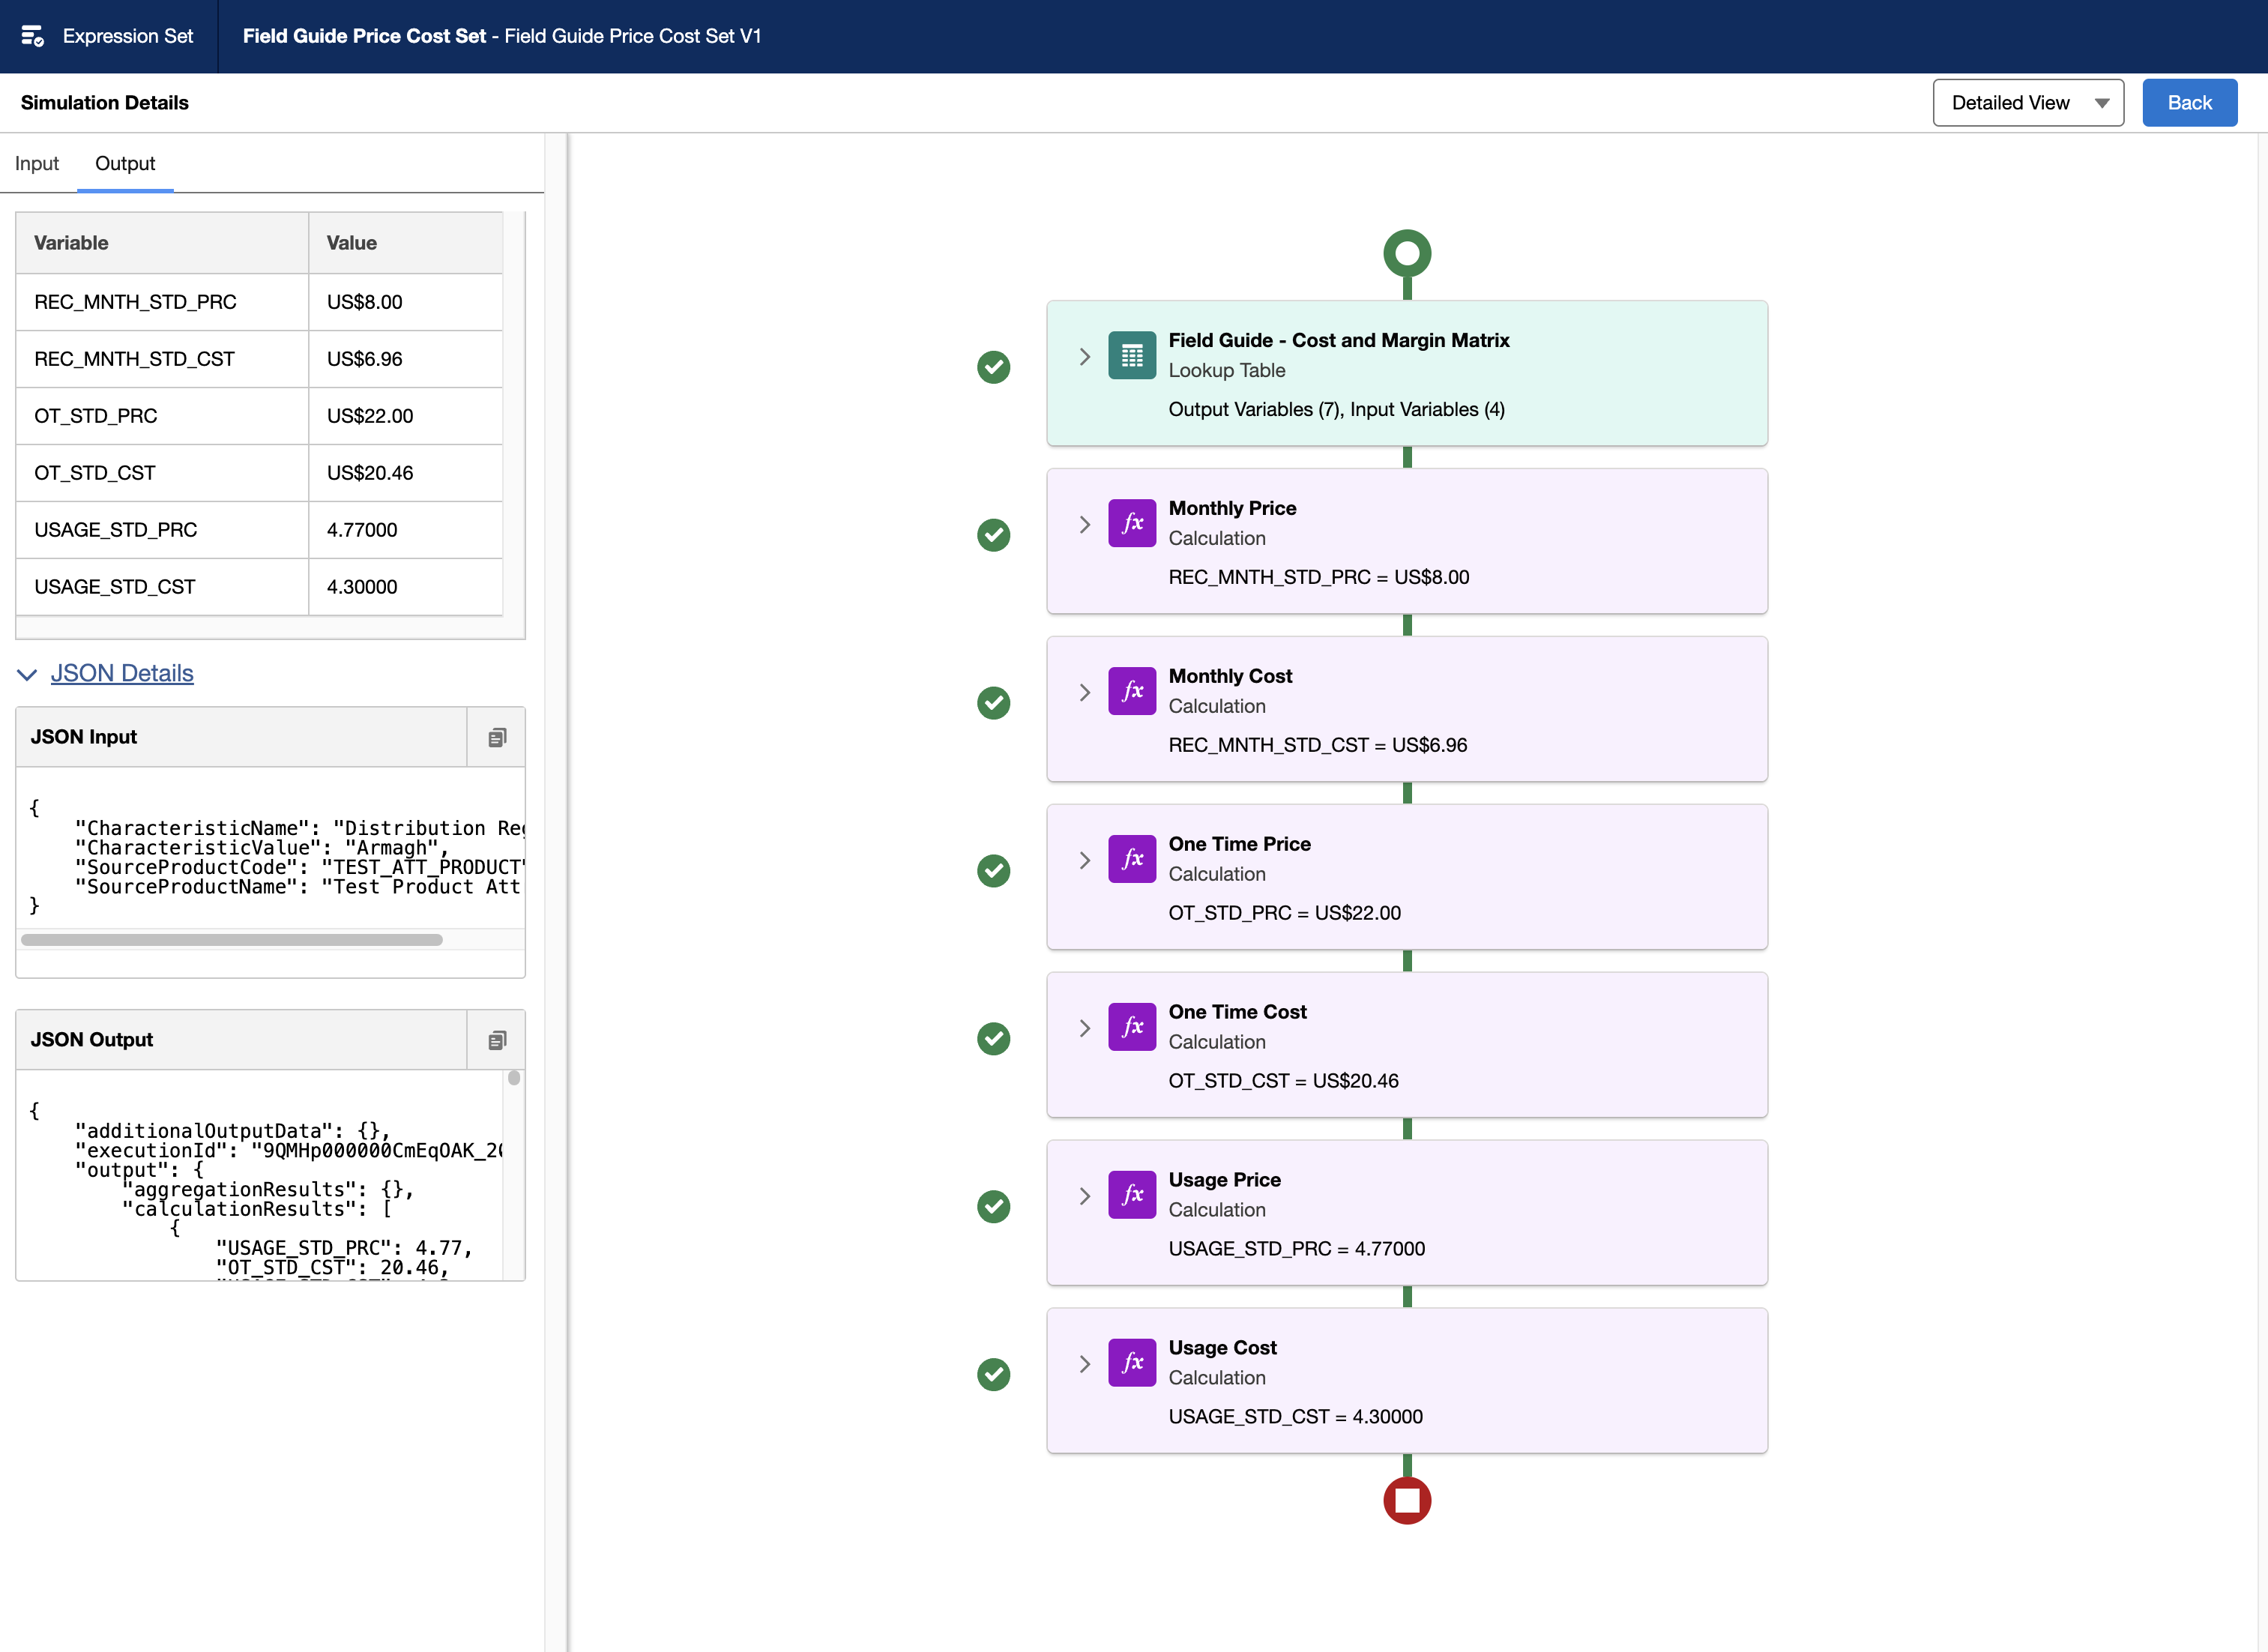 Expression Set
Field Guide Price Cost Set - Field Guide Price Cost Set V1
Simulation Details
Detailed View
Back
Input
Output
Variable Value
REC_MNTH_STD_PRC US$8.00
REC_MNTH_STD_CST US$6.96
OT_STD_PRC US$22.00
OT_STD_CST US$20.46
USAGE_STD_PRC 4.77000
USAGE_STD_CST 4.30000
JSON Details
JSON Input
{
"CharacteristicName": "Distribution
"CharacteristicValue": "Armagh",
"SourceProductCode": "TEST_ATT_PRODUCT"
"SourceProductName": "Test Product Att
}
JSON Output
{
"additionalOutputData": {},
"executionId": "9QMHp000000CmEqOAK_2
"output": {
"aggregationResults": {},
"calculationResults": [
{
"USAGE_STD_PRC": 4.77,
"OT_STD_CST": 20.46,
Field Guide - Cost and Margin Matrix
Lookup Table
Output Variables (7), Input Variables (4)
Monthly Price
Calculation
REC_MNTH_STD_PRC = US$8.00
Monthly Cost
Calculation
REC_MNTH_STD_CST = US$6.96
One Time Price
Calculation
OT_STD_PRC = US$22.00
One Time Cost
Calculation
OT_STD_CST = US$20.46
Usage Price
Calculation
USAGE_STD_PRC = 4.77000
Usage Cost
Calculation
USAGE_STD_CST = 4.30000